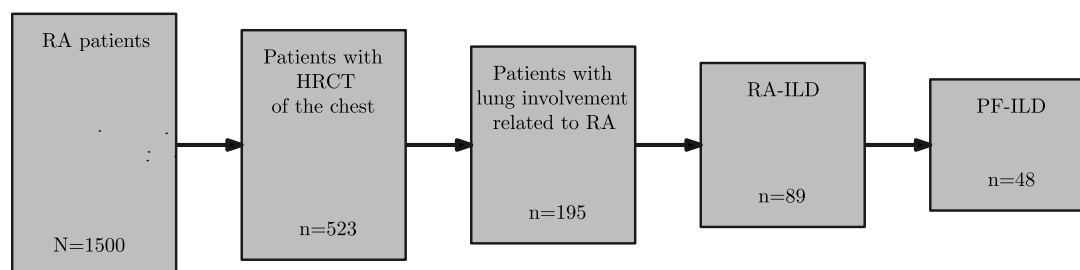 RA patients
N=1500
Patients with
HRCT
of the chest
n=523
Patients with
lung involvement
related to RA
n=195
RA-ILD
n=89
PF-ILD
n=48